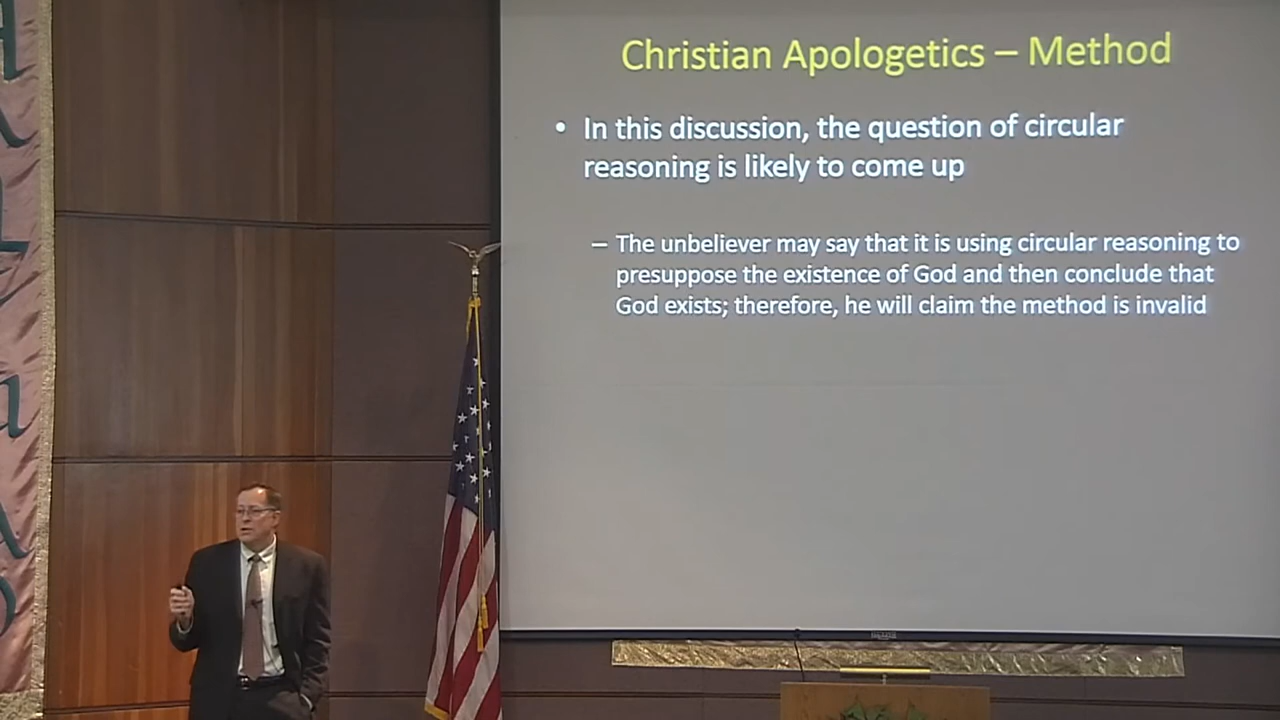 Christian Apologetics – Method
• In this discussion, the question of circular
reasoning is likely to come up
– The unbeliever may say that it is using circular reasoning to
presuppose the existence of God and then conclude that
God exists; therefore, he will claim the method is invalid